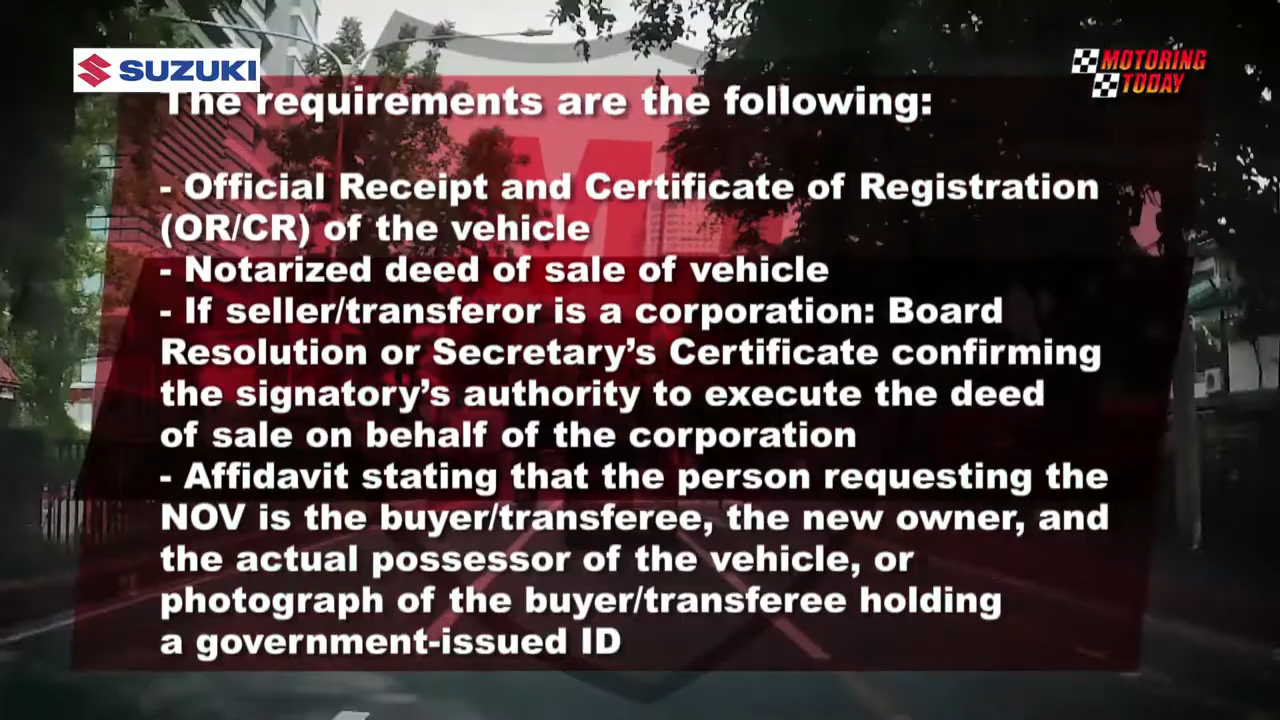 SUZUKI
MOTORING
TODAY
The requirements are the following:
- Official Receipt and Certificate of Registration
(OR/CR) of the vehicle
- Notarized deed of sale of vehicle
- If seller/transferor is a corporation: Board
Resolution or Secretary’s Certificate confirming
the signatory’s authority to execute the deed
of sale on behalf of the corporation
- Affidavit stating that the person requesting the
NOV is the buyer/transferee, the new owner, and
the actual possessor of the vehicle, or
photograph of the buyer/transferee holding
a government-issued ID